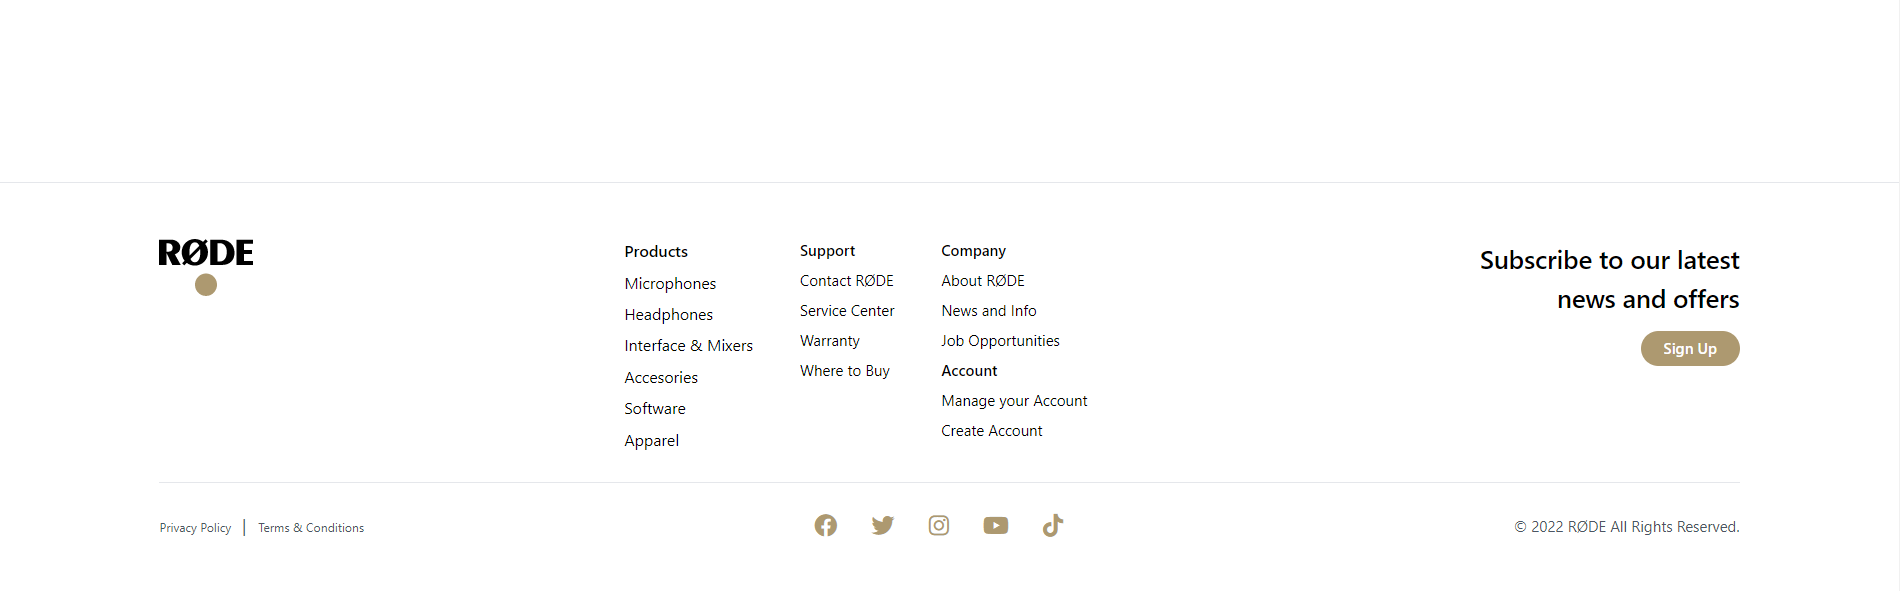 RØDE
Products
Microphones
Headphones
Interface & Mixers
Accesories
Software
Apparel
Support
Contact RØDE
Service Center
Warranty
Where to Buy
Company
About RØDE
News and Info
Job Opportunities
Account
Manage your Account
Create Account
Subscribe to our latest
news and offers
Sign Up
Privacy Policy | Terms & Conditions
© 2022 RØDE All Rights Reserved.